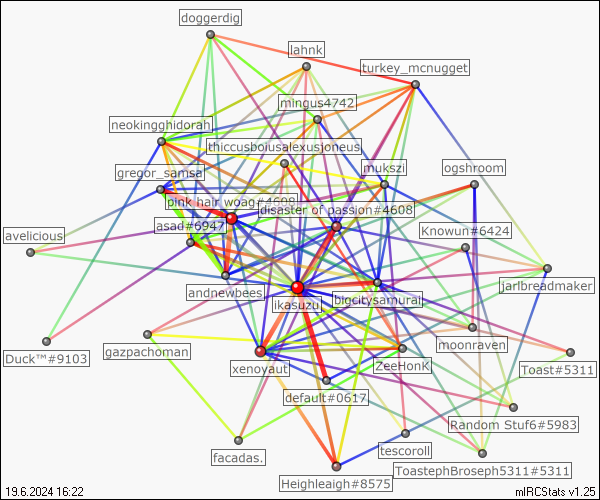 doggerdig
lahnk
turkey_mcnugget
mingus4742
neokingghidorah
thiccusboiusalexusjoneus
mukszi
ogshroom
gregor_samsa
pink hair woag#4698
disaster of passion#4608
asad#6947
Knowun#6424
avelicious
andnewbees
ikasuzu
bigcitysamurai
jarlbreadmaker
Duck™#9103
gazpachoman
xenoyaut
ZeeHonK
moonraven
Toast#5311
default#0617
Random Stuf6#5983
facadas.
tescoroll
ToastephBroseph5311#5311
Heighleaigh#8575
19.6.2024 16:22
mIRCStats v1.25